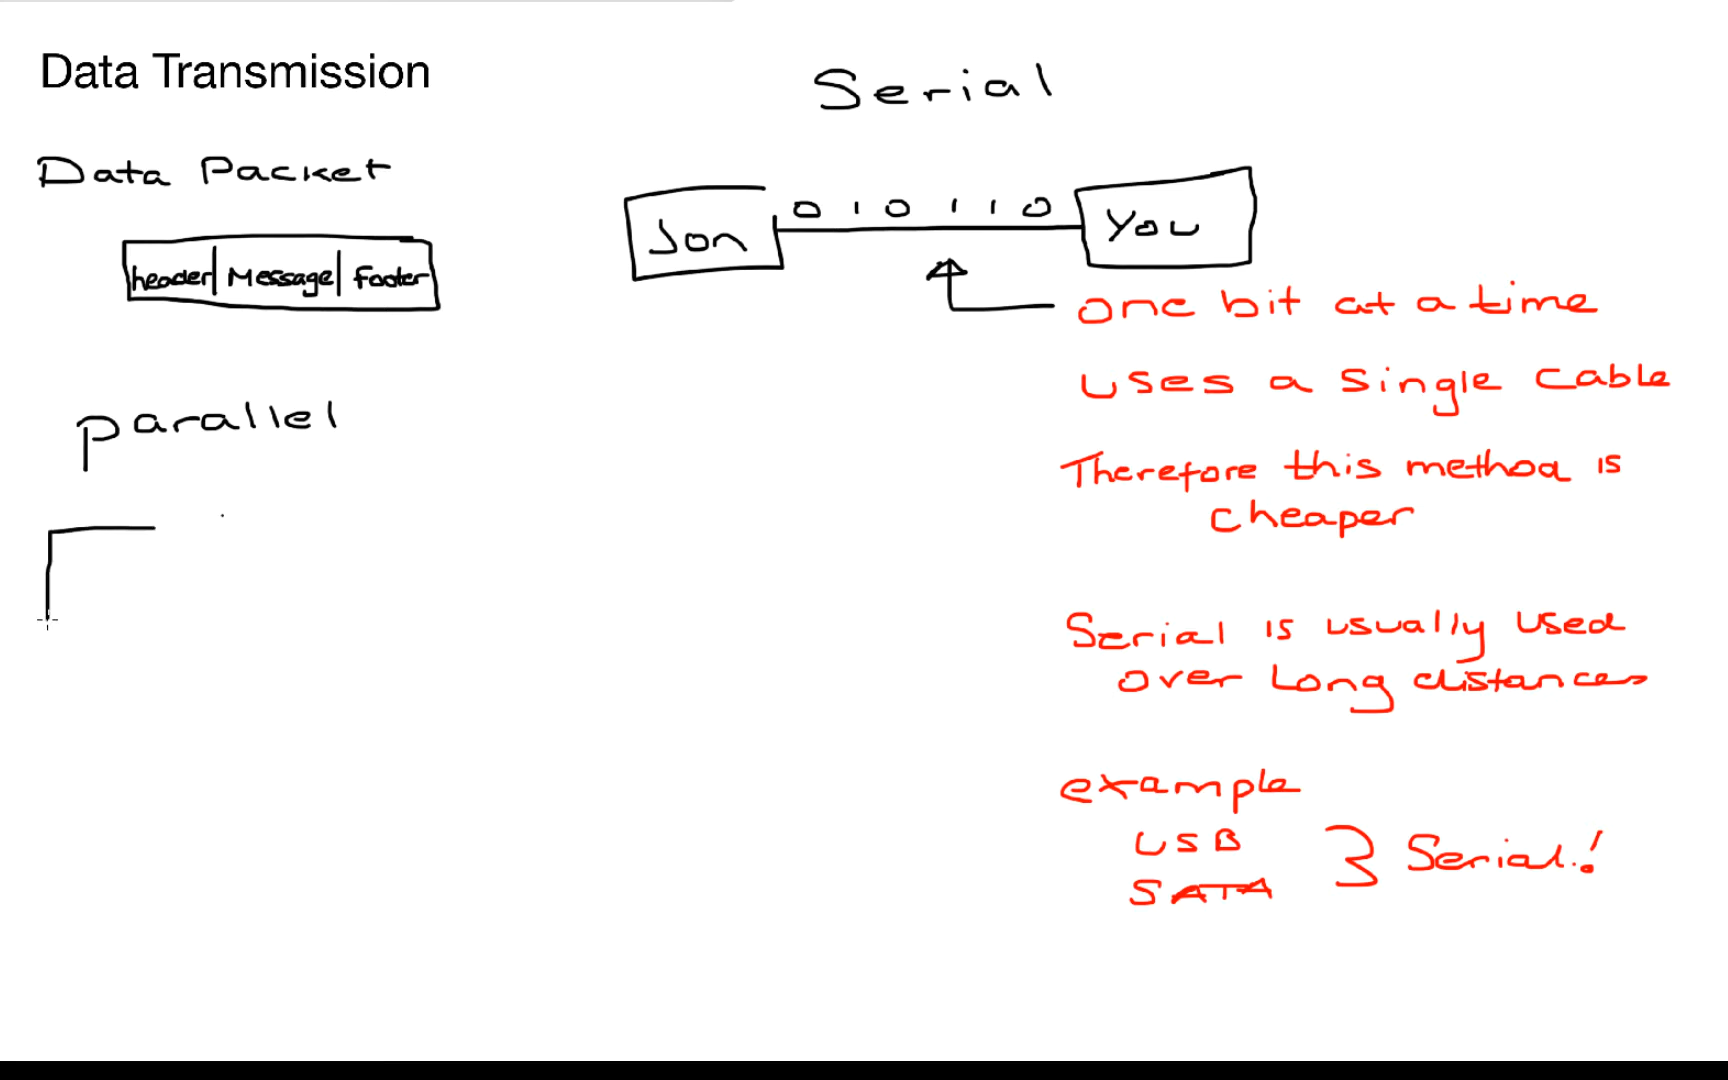 Data Transmission
Data Packet
header Message Footer
parallel
Serial
Jon 0 1 0 1 1 0 You
one bit at a time
uses a single cable
Therefore this method is
cheaper
Serial is usually used
over Long distances
example
USB
SATA
Serial!